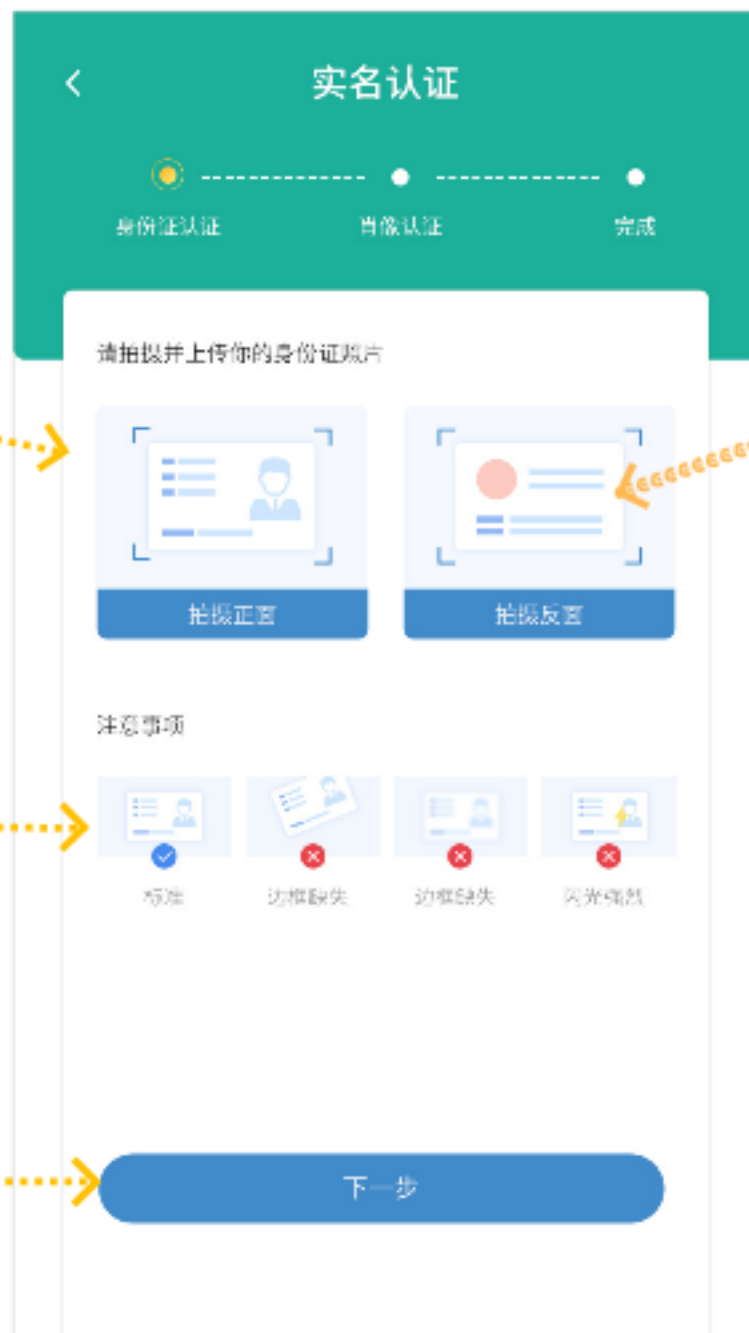 实名认证
身份证认证 肖像认证 完成
请拍摄并上传你的身份证照片
拍摄正面 拍摄反面
注意事项
标准 边框缺失 边框缺失 闪光强烈
下一步